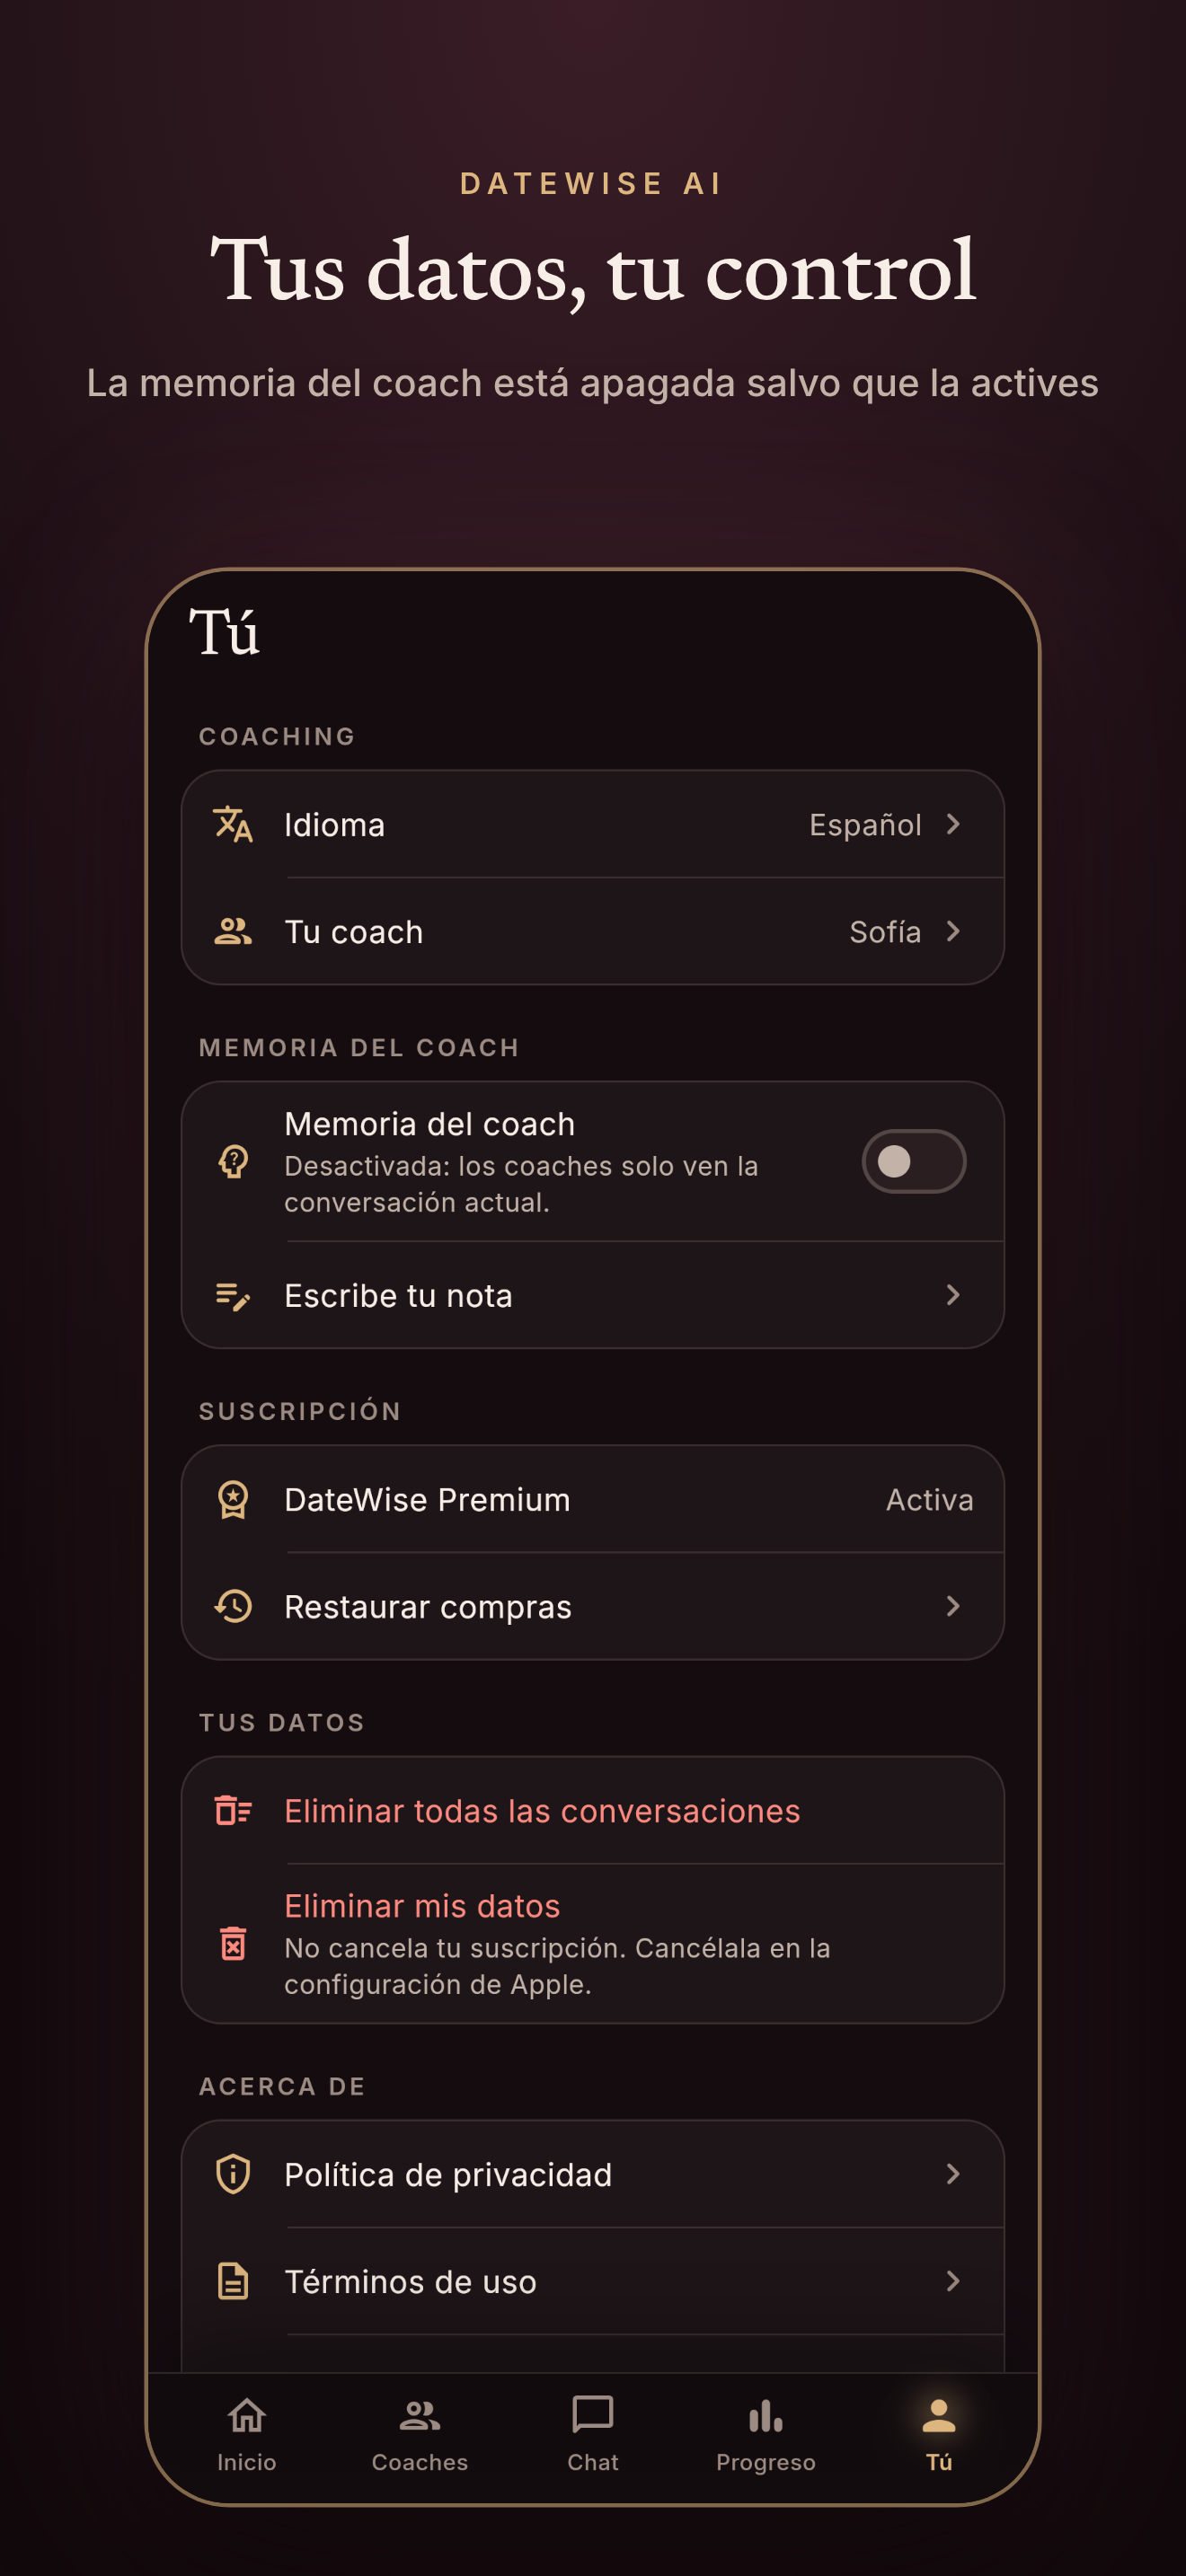 DATEWISE AI
Tus datos, tu control
La memoria del coach está apagada salvo que la actives
Tú
COACHING
Idioma Español
Tu coach Sofía
MEMORIA DEL COACH
Memoria del coach
Desactivada: los coaches solo ven la
conversación actual.
Escribe tu nota
SUSCRIPCIÓN
DateWise Premium Activa
Restaurar compras
TUS DATOS
Eliminar todas las conversaciones
Eliminar mis datos
No cancela tu suscripción. Cancélala en la
configuración de Apple.
ACERCA DE
Política de privacidad
Términos de uso
Inicio Coaches Chat Progreso Tú